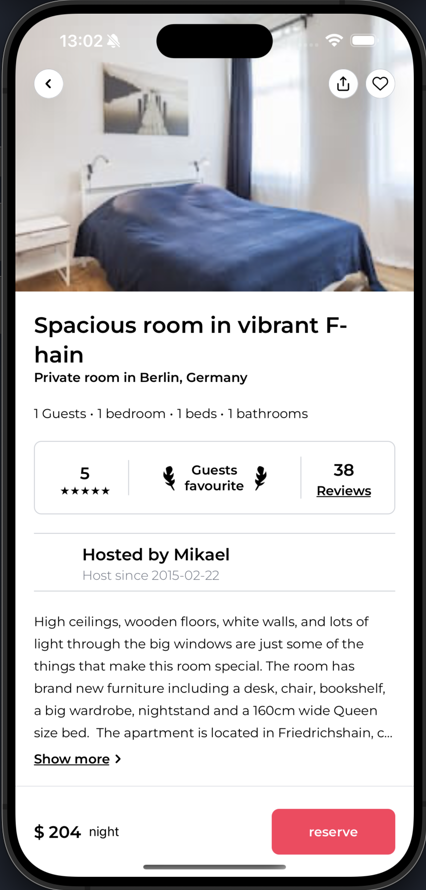 13:02
Spacious room in vibrant F-
hain
Private room in Berlin, Germany
1 Guests • 1 bedroom • 1 beds • 1 bathrooms
5
★★★★★
Guests
favourite
38
Reviews
Hosted by Mikael
Host since 2015-02-22
High ceilings, wooden floors, white walls, and lots of
light through the big windows are just some of the
things that make this room special. The room has
brand new furniture including a desk, chair, bookshelf,
a big wardrobe, nightstand and a 160cm wide Queen
size bed.  The apartment is located in Friedrichshain, c...
Show more
$ 204 night
reserve